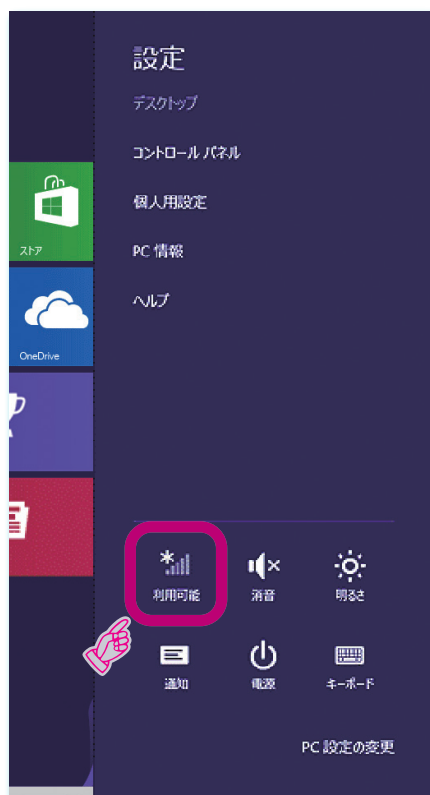 設定
デスクトップ
コントロール パネル
個人用設定
PC 情報
ヘルプ
ストア
OneDrive
利用可能
消音
明るさ
通知
電源
キーボード
PC 設定の変更